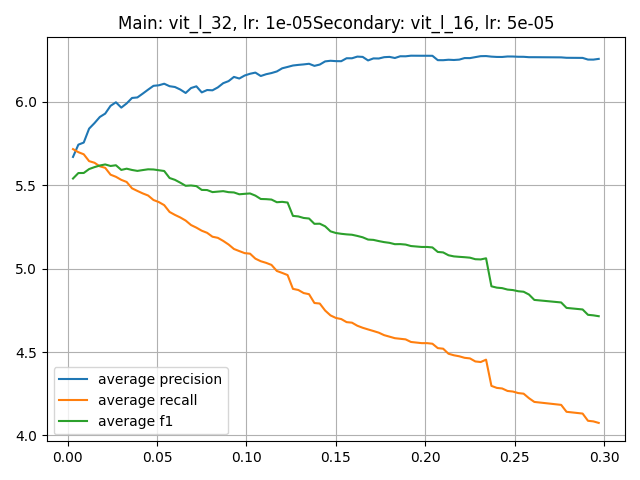 Main: vit_l_32, lr: 1e-05Secondary: vit_l_16, lr: 5e-05
6.0
5.5
5.0
4.5
4.0
average precision
average recall
average f1
0.00 0.05 0.10 0.15 0.20 0.25 0.30